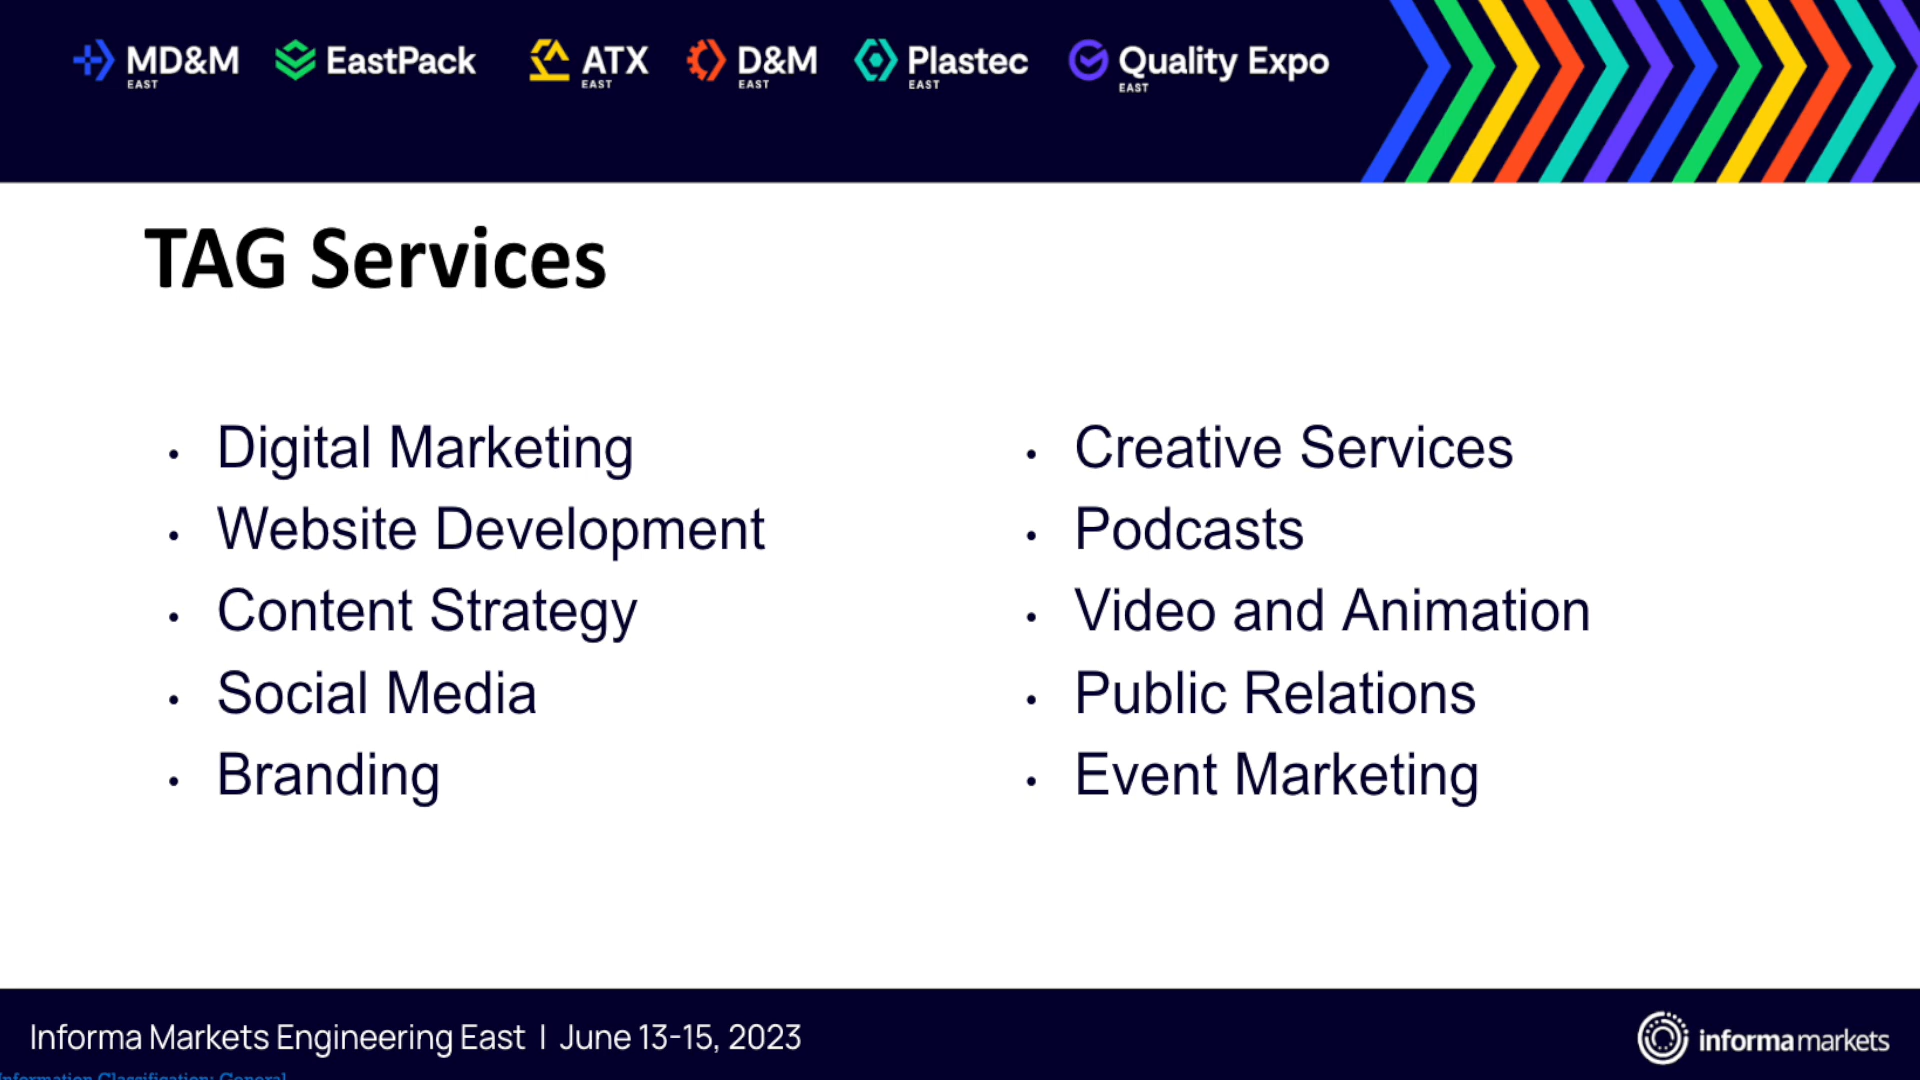 MD&M
EAST
EastPack
ATX
EAST
D&M
EAST
Plastec
EAST
Quality Expo
EAST
TAG Services
• Digital Marketing
• Website Development
• Content Strategy
• Social Media
• Branding
• Creative Services
• Podcasts
• Video and Animation
• Public Relations
• Event Marketing
Informa Markets Engineering East | June 13-15, 2023
informa markets
Information Classification: General